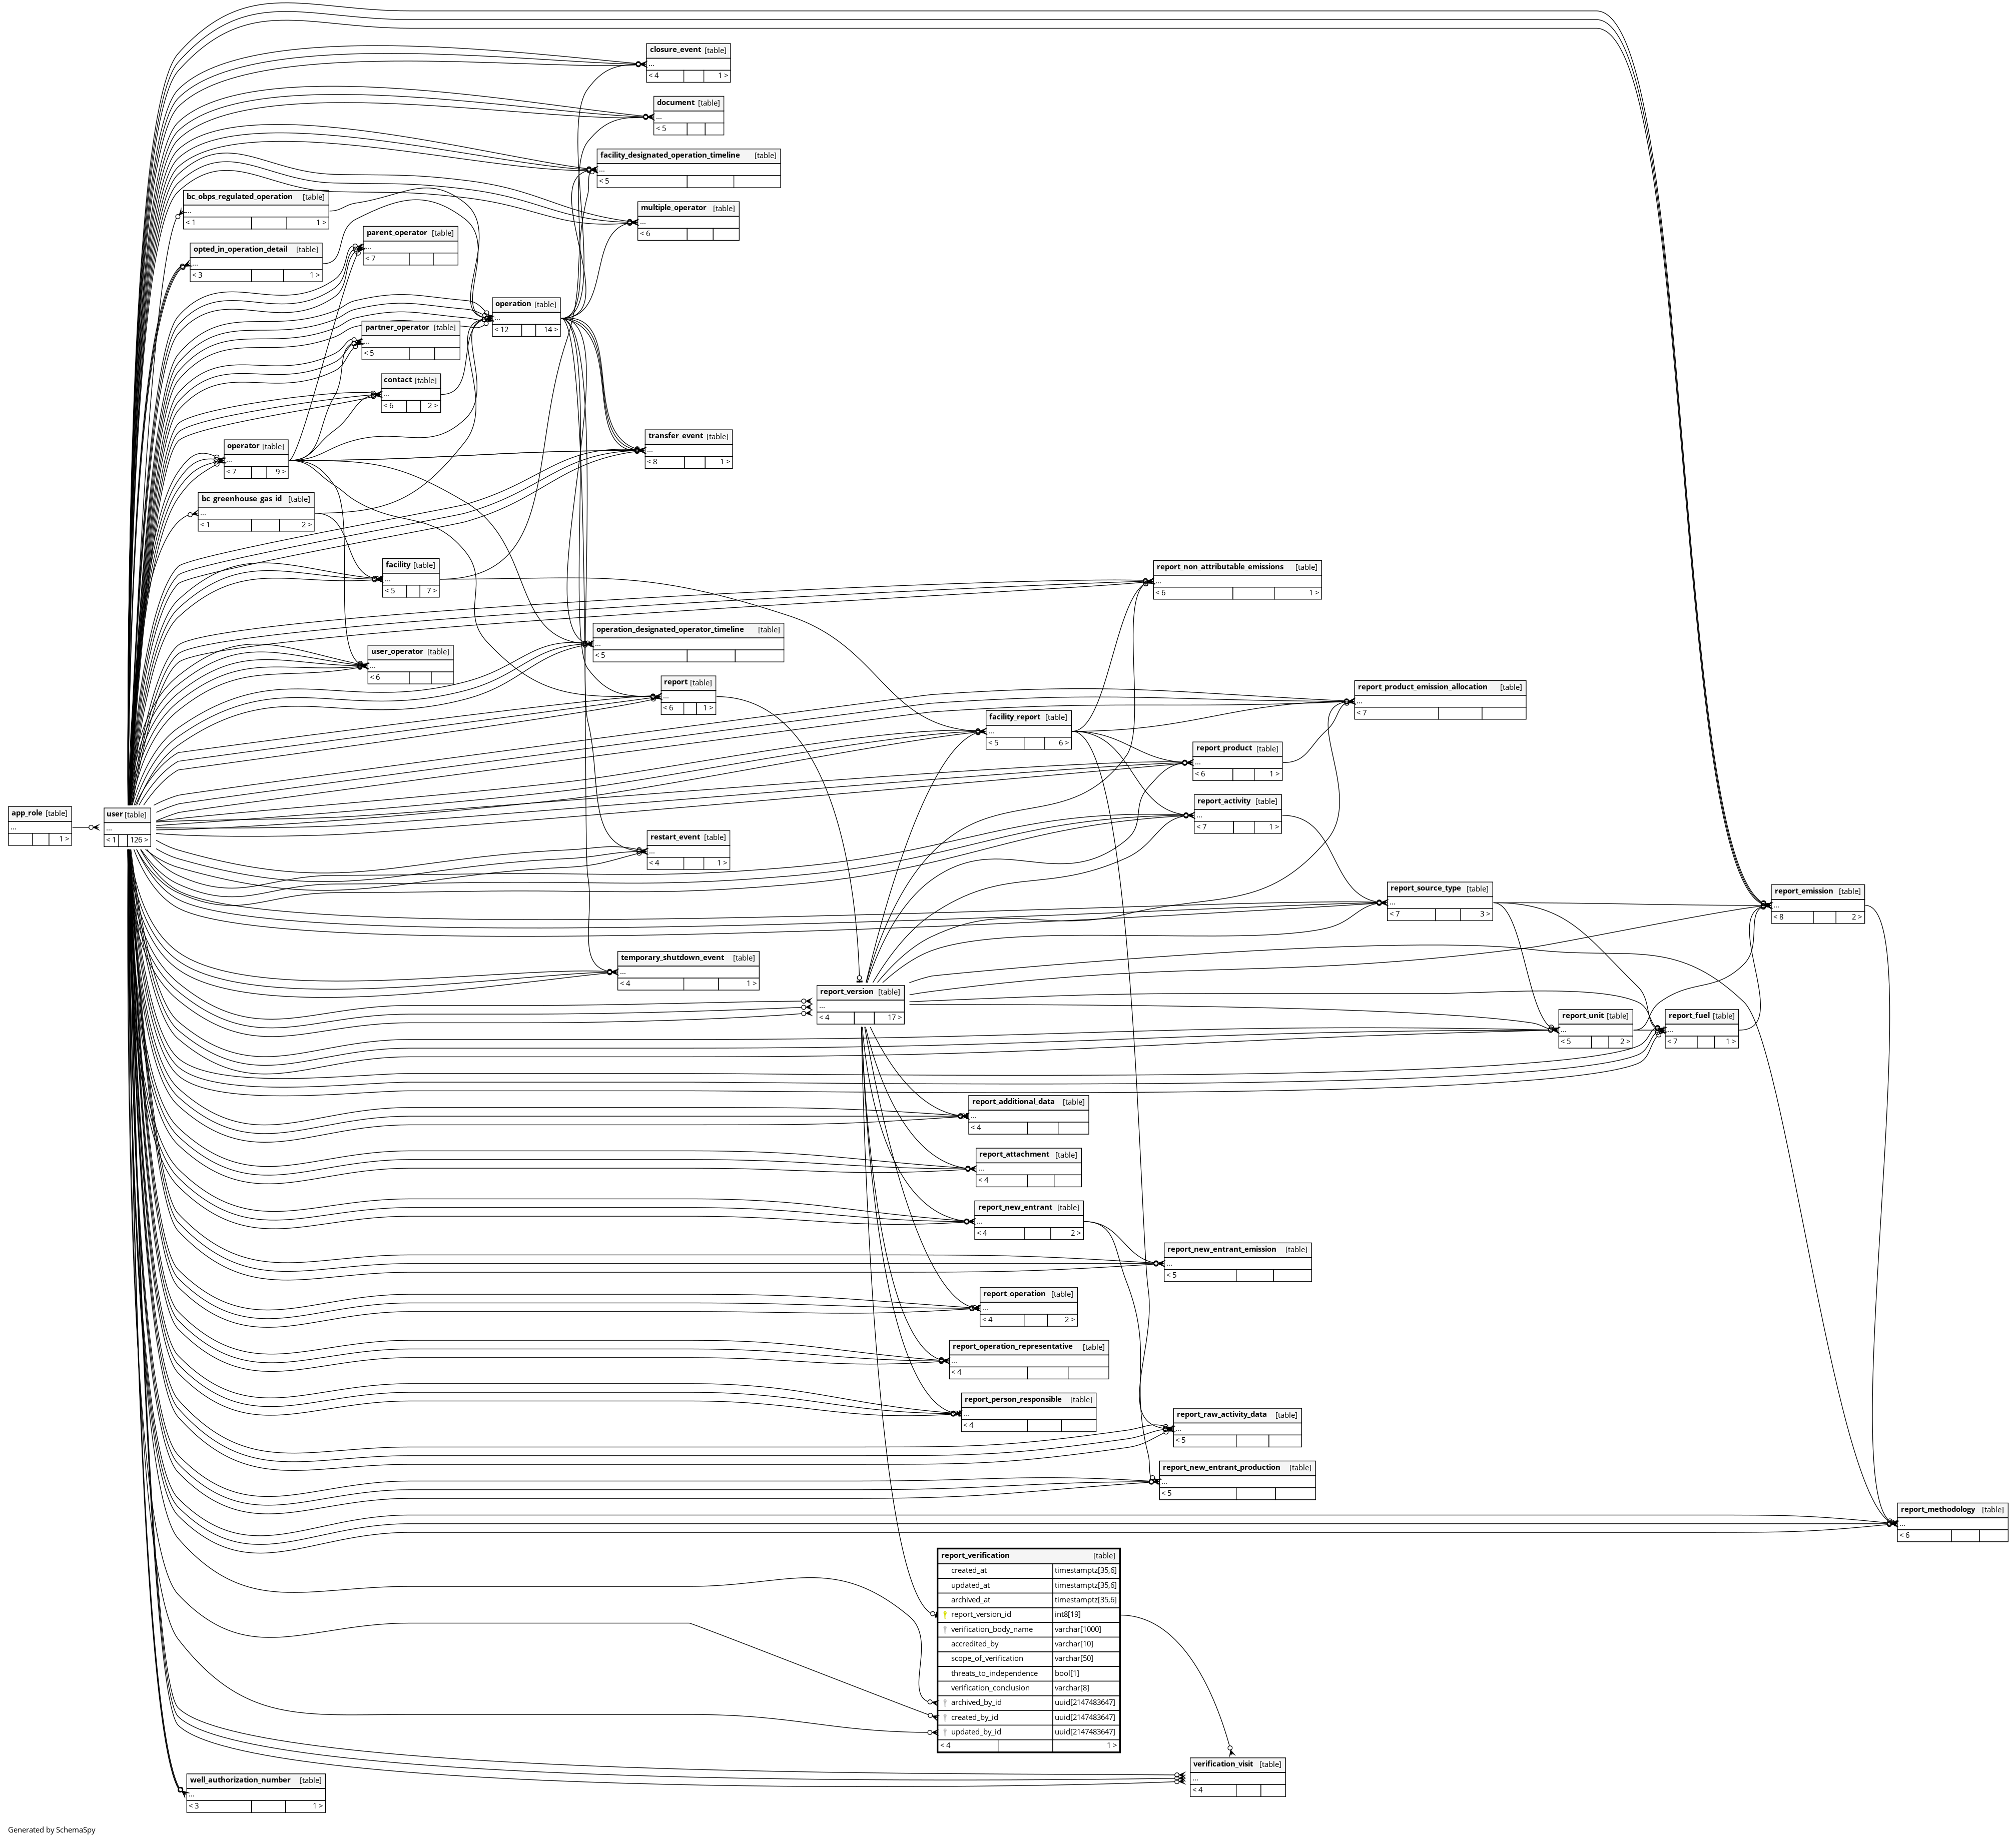 closure_event [table]
...
< 4 1 >
document [table]
...
< 5
facility_designated_operation_timeline [table]
...
< 5
bc_obps_regulated_operation [table]
...
< 1 1 >
multiple_operator [table]
...
< 6
parent_operator [table]
...
< 7
opted_in_operation_detail [table]
...
< 3 1 >
operation [table]
...
< 12 14 >
partner_operator [table]
...
< 5
contact [table]
...
< 6 2 >
transfer_event [table]
...
< 8 1 >
operator [table]
...
< 7 9 >
bc_greenhouse_gas_id [table]
...
< 1 2 >
facility [table]
...
< 5 7 >
report_non_attributable_emissions [table]
...
< 6 1 >
operation_designated_operator_timeline [table]
...
< 5
user_operator [table]
...
< 6
report [table]
...
< 6 1 >
report_product_emission_allocation [table]
...
< 7
facility_report [table]
...
< 5 6 >
report_product [table]
...
< 6 1 >
report_activity [table]
...
< 7 1 >
app_role [table]
...
1 >
user [table]
...
< 1 126 >
restart_event [table]
...
< 4 1 >
report_source_type [table]
...
< 7 3 >
report_emission [table]
...
< 8 2 >
temporary_shutdown_event [table]
...
< 4 1 >
report_version [table]
...
< 4 17 >
report_unit [table]
...
< 5 2 >
report_fuel [table]
...
< 7 1 >
report_additional_data [table]
...
< 4
report_attachment [table]
...
< 4
report_new_entrant [table]
...
< 4 2 >
report_new_entrant_emission [table]
...
< 5
report_operation [table]
...
< 4 2 >
report_operation_representative [table]
...
< 4
report_person_responsible [table]
...
< 4
report_raw_activity_data [table]
...
< 5
report_new_entrant_production [table]
...
< 5
report_methodology [table]
...
< 6
report_verification [table]
created_at timestamptz[35,6]
updated_at timestamptz[35,6]
archived_at timestamptz[35,6]
report_version_id int8[19]
verification_body_name varchar[1000]
accredited_by varchar[10]
scope_of_verification varchar[50]
threats_to_independence bool[1]
verification_conclusion varchar[8]
archived_by_id uuid[2147483647]
created_by_id uuid[2147483647]
updated_by_id uuid[2147483647]
< 4 1 >
verification_visit [table]
...
< 4
well_authorization_number [table]
...
< 3 1 >
Generated by SchemaSpy